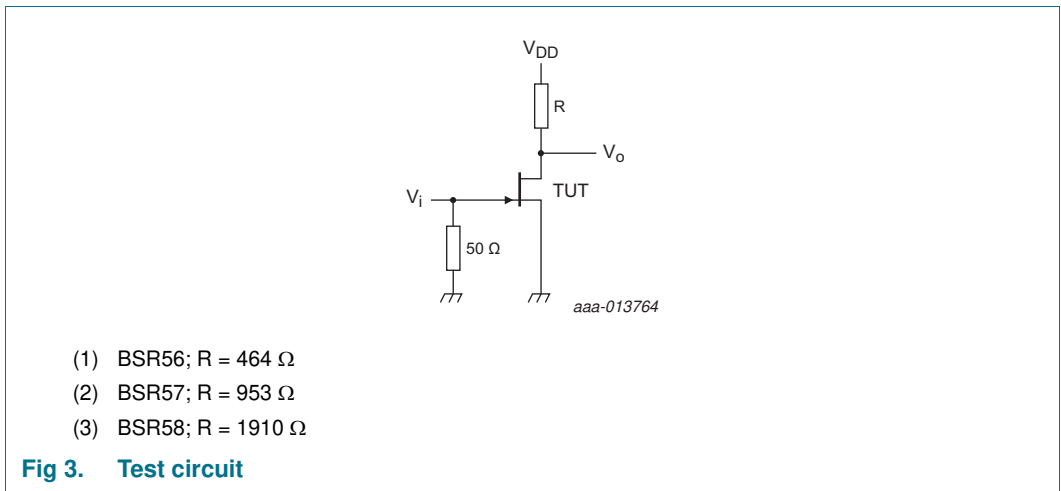 VDD
R
Vo
Vi
TUT
50 Ω
aaa-013764
(1) BSR56; R = 464 Ω
(2) BSR57; R = 953 Ω
(3) BSR58; R = 1910 Ω
Fig 3. Test circuit